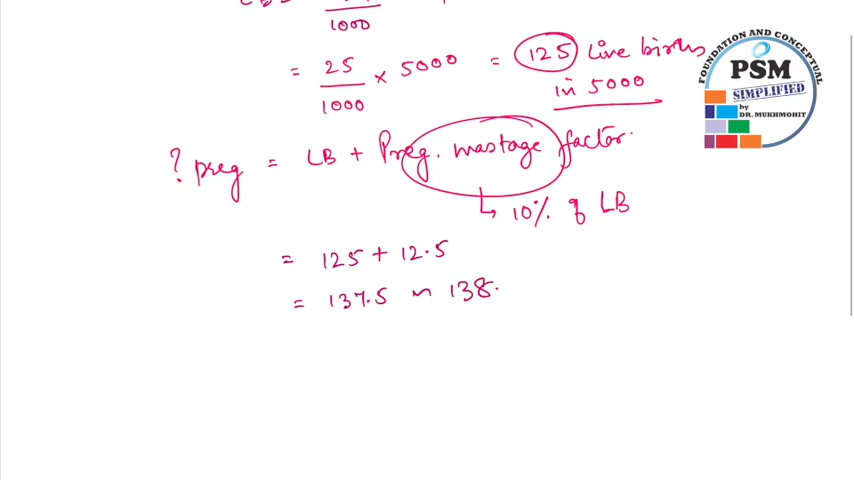 1000
= 25/1000 × 5000 = 125 Live births
in 5000
? preg = LB + Preg. wastage factor.
↳ 10% of LB
= 125 + 12.5
= 137.5 ~ 138.
FOUNDATION AND CONCEPTUAL
PSM
SIMPLIFIED
by
DR. MUKHMOHIT